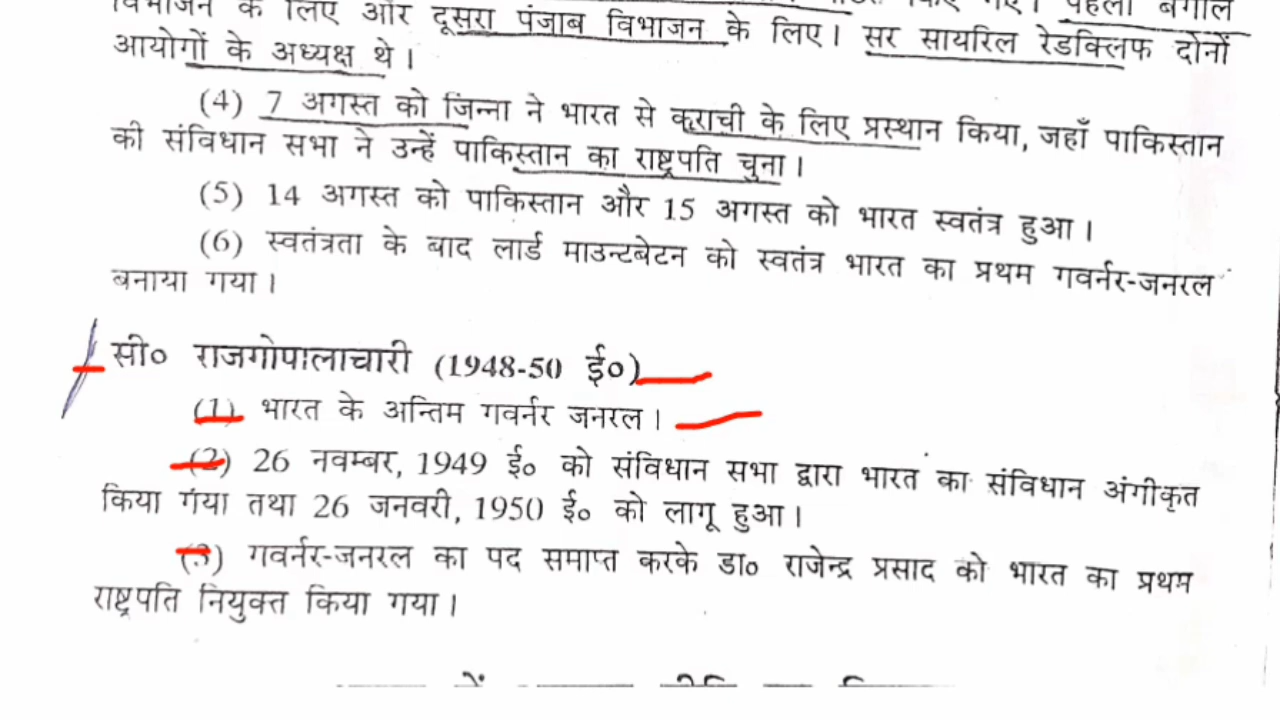 विभाजन के लिए और दूसरा पंजाब विभाजन के लिए। सर सायरिल रेडक्लिफ दोनों
आयोगों के अध्यक्ष थे।
(4) 7 अगस्त को जिन्ना ने भारत से कराची के लिए प्रस्थान किया, जहाँ पाकिस्तान
की संविधान सभा ने उन्हें पाकिस्तान का राष्ट्रपति चुना।
(5) 14 अगस्त को पाकिस्तान और 15 अगस्त को भारत स्वतंत्र हुआ।
(6) स्वतंत्रता के बाद लार्ड माउन्टबेटन को स्वतंत्र भारत का प्रथम गवर्नर-जनरल
बनाया गया।
सी० राजगोपालाचारी (1948-50 ई०)
(1) भारत के अन्तिम गवर्नर जनरल।
(2) 26 नवम्बर, 1949 ई० को संविधान सभा द्वारा भारत का संविधान अंगीकृत
किया गया तथा 26 जनवरी, 1950 ई० को लागू हुआ।
(3) गवर्नर-जनरल का पद समाप्त करके डा० राजेन्द्र प्रसाद को भारत का प्रथम
राष्ट्रपति नियुक्त किया गया।